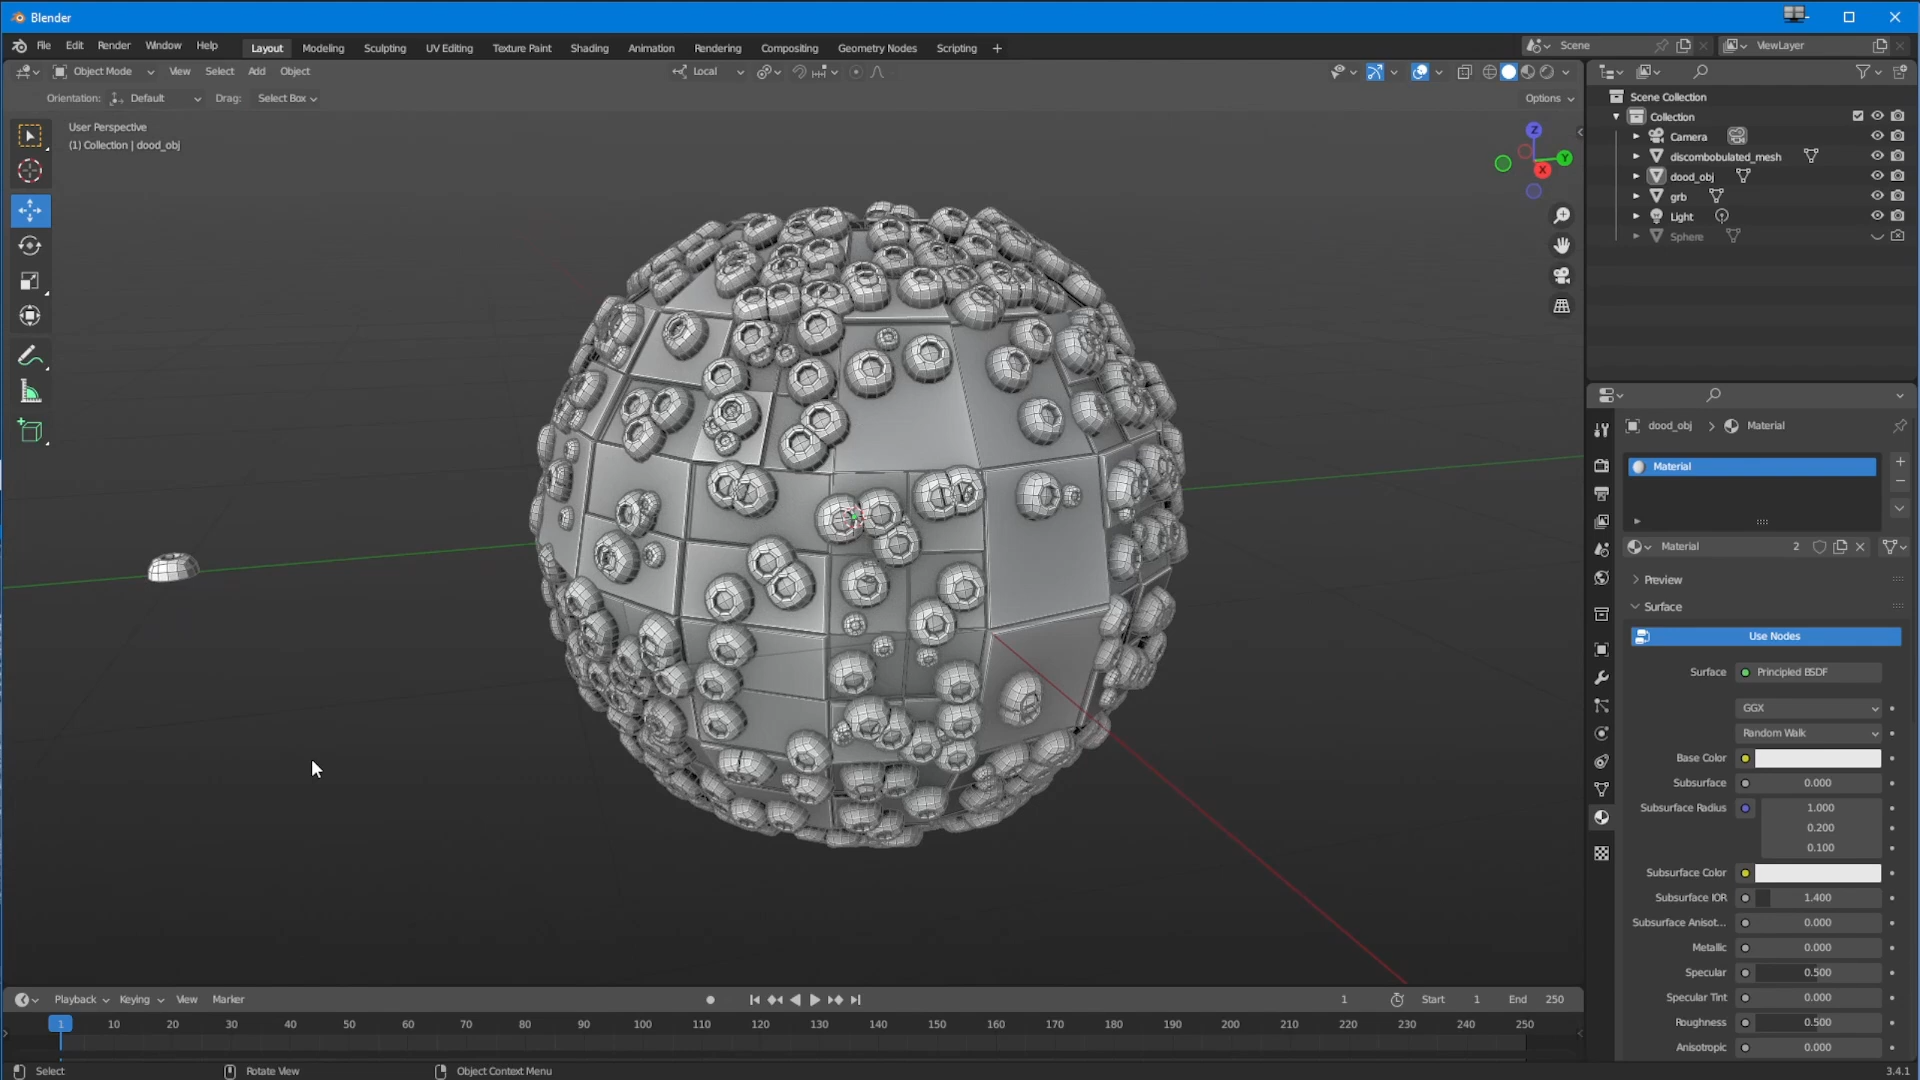 Blender
File Edit Render Window Help Layout Modeling Sculpting UV Editing Texture Paint Shading Animation Rendering Compositing Geometry Nodes Scripting + Scene ViewLayer
Object Mode View Select Add Object Local
Orientation: Default Drag: Select Box Options
User Perspective
(1) Collection | dood_obj
Z
Y
X
Scene Collection
Collection
Camera
discombobulated_mesh
dood_obj
grb
Light
Sphere
dood_obj > Material
Material
Material 2
Preview
Surface
Use Nodes
Surface Principled BSDF
GGX
Random Walk
Base Color
Subsurface 0.000
Subsurface Radius 1.000
0.200
0.100
Subsurface Color
Subsurface IOR 1.400
Subsurface Anisot... 0.000
Metallic 0.000
Specular 0.500
Specular Tint 0.000
Roughness 0.500
Anisotropic 0.000
Playback Keying View Marker 1 Start 1 End 250
1 10 20 30 40 50 60 70 80 90 100 110 120 130 140 150 160 170 180 190 200 210 220 230 240 250
Select Rotate View Object Context Menu 3.4.1